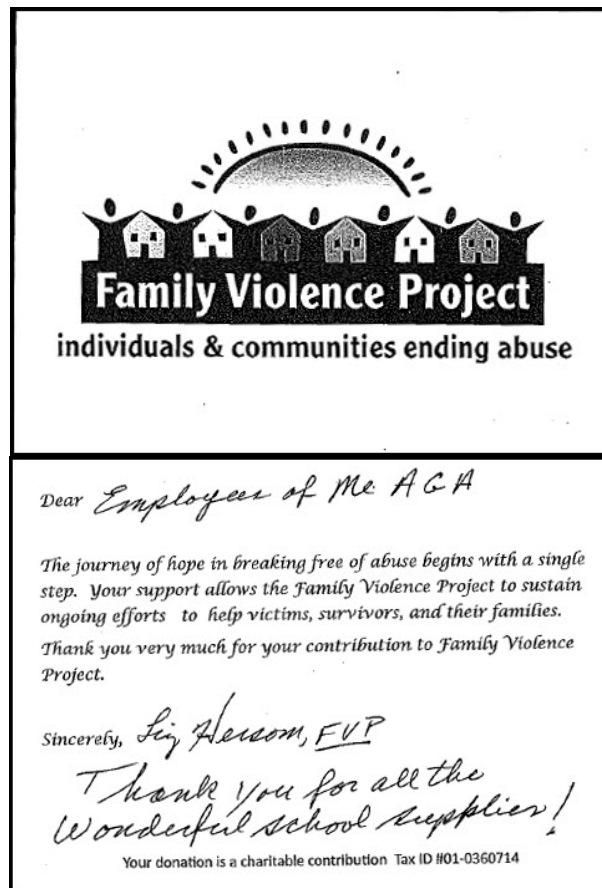 Family Violence Project
individuals & communities ending abuse
Dear Employees of Me AGA
The journey of hope in breaking free of abuse begins with a single
step. Your support allows the Family Violence Project to sustain
ongoing efforts to help victims, survivors, and their families.
Thank you very much for your contribution to Family Violence
Project.
Sincerely, Liz Hersom, FVP
Thank you for all the
Wonderful school supplies!
Your donation is a charitable contribution Tax ID #01-0360714